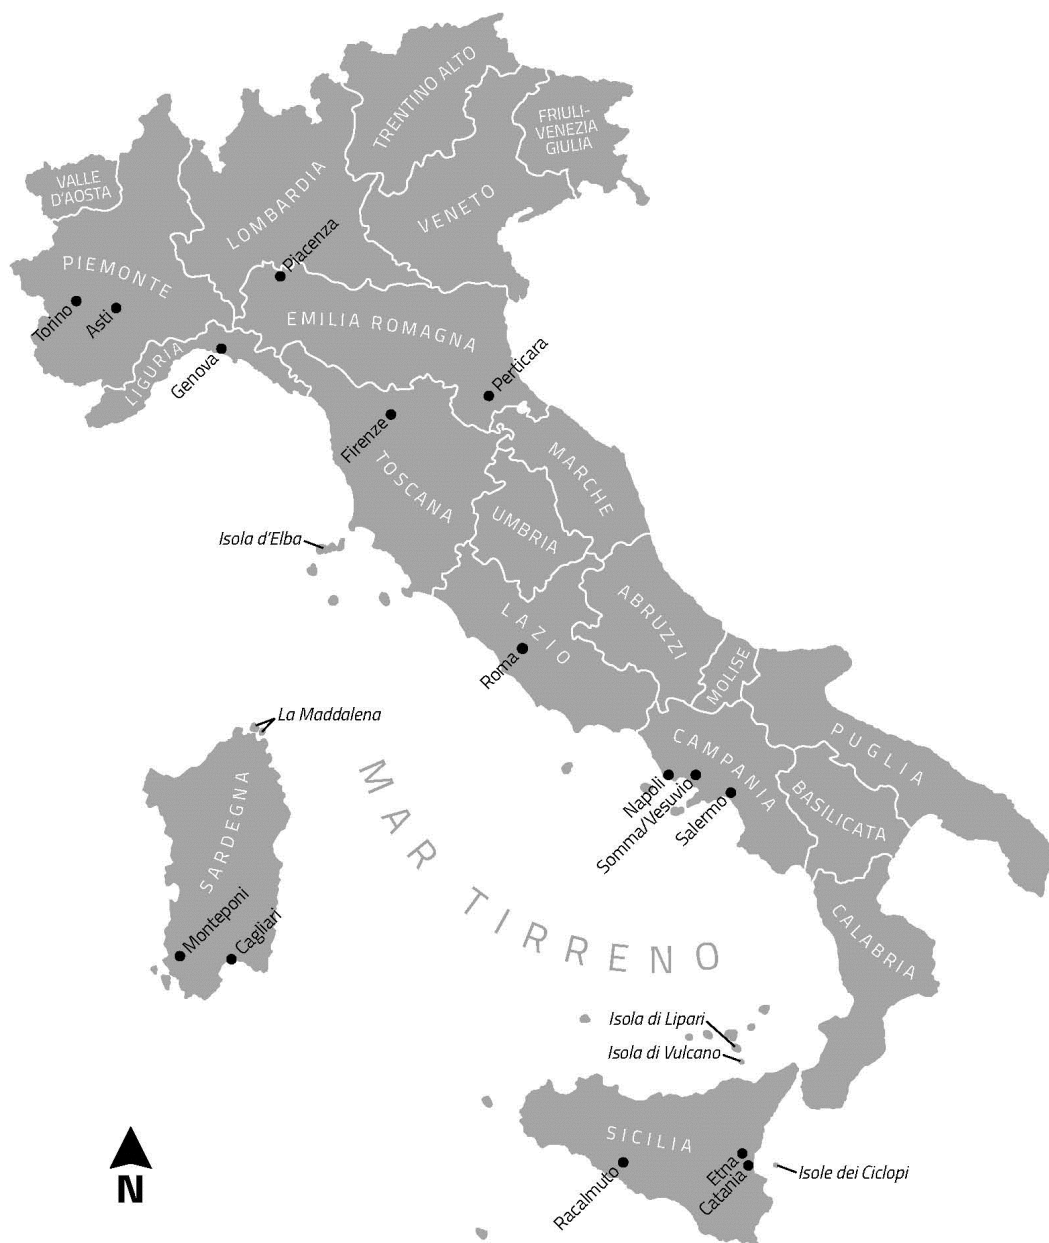 TRENTINO ALTO
FRIULI-
VENEZIA
GIULIA
VALLE
D'AOSTA
LOMBARDIA
VENETO
Piacenza
PIEMONTE
Torino
Asti
EMILIA ROMAGNA
LIGURIA
Genova
Perticara
Firenze
TOSCANA
MARCHE
UMBRIA
Isola d'Elba
LAZIO
ABRUZZI
Roma
MOLISE
La Maddalena
CAMPANIA
PUGLIA
Napoli
Somma/Vesuvio
Salermo
BASILICATA
SARDEGNA
MAR TIRRENO
Monteponi
Cagliari
CALABRIA
Isola di Lipari
Isola di Vulcano
SICILIA
Etna
Catania
Isole dei Ciclopi
Racalmuto
N